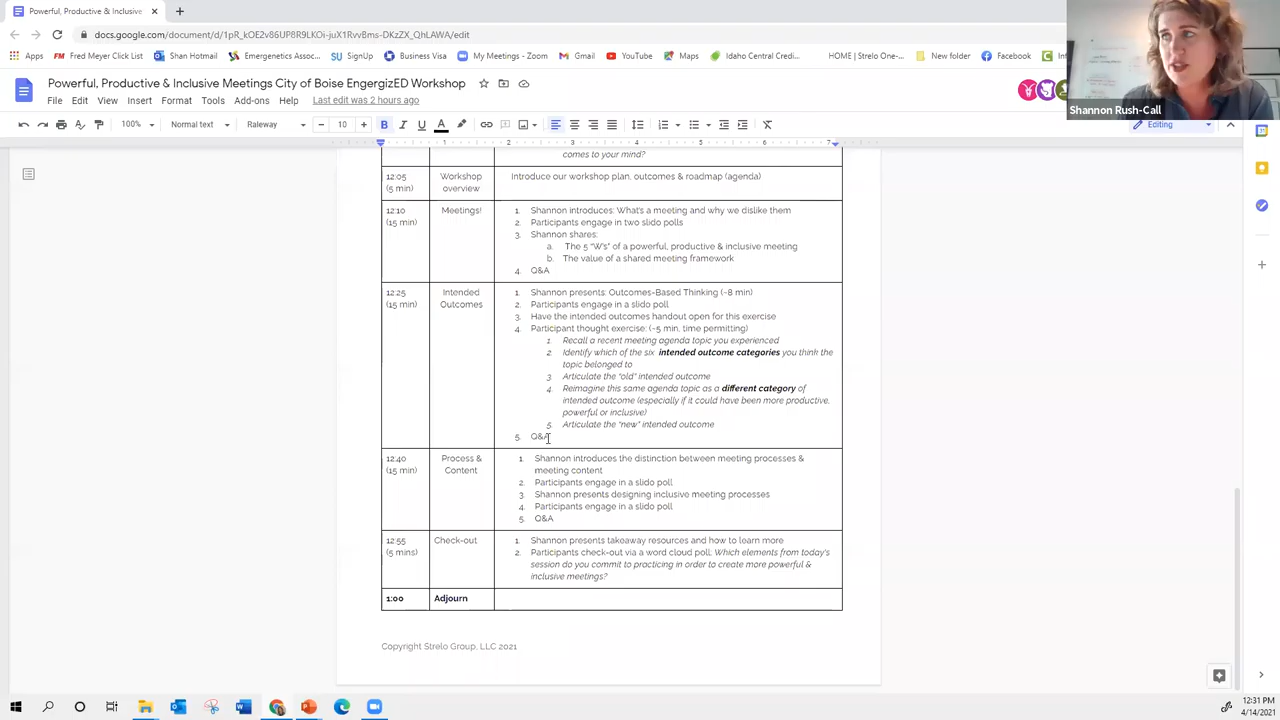 Powerful, Productive & Inclusive
docs.google.com/document/d/1pR_kOE2v86UP8R9LKOi-juX1Rvv8ms-DKzZX_QhLAWA/edit
Apps
Fred Meyer Click List
Shan Hotmail
Emergenetics Assoc...
SignUs
Business Visa
My Meetings - Zoom
Gmail
YouTube
Maps
Idaho Central Credi...
HOME | Strelo One-...
New folder
Facebook
Powerful, Productive & Inclusive Meetings City of Boise EngergizED Workshop
File Edit View Insert Format Tools Add-ons Help Last edit was 2 hours ago
Shannon Rush-Call
100% Normal text Raleway 10 Editing
1 2 3 4 5 6 7
comes to your mind?
12:05 Workshop Introduce our workshop plan, outcomes & roadmap (agenda)
(5 min) overview
12:10 Meetings! 1. Shannon introduces: What's a meeting and why we dislike them
(15 min) 2. Participants engage in two slido polls
3. Shannon shares:
a. The 5 "W's" of a powerful, productive & inclusive meeting
b. The value of a shared meeting framework
4. Q&A
12:25 Intended 1. Shannon presents: Outcomes-Based Thinking (~8 min)
(15 min) Outcomes 2. Participants engage in a slido poll
3. Have the intended outcomes handout open for this exercise
4. Participant thought exercise: (~5 min, time permitting)
1. Recall a recent meeting agenda topic you experienced
2. Identify which of the six intended outcome categories you think the
topic belonged to
3. Articulate the "old" intended outcome
4. Reimagine this same agenda topic as a different category of
intended outcome (especially if it could have been more productive,
powerful or inclusive)
5. Articulate the "new" intended outcome
5. Q&A
12:40 Process & 1. Shannon introduces the distinction between meeting processes &
(15 min) Content meeting content
2. Participants engage in a slido poll
3. Shannon presents designing inclusive meeting processes
4. Participants engage in a slido poll
5. Q&A
12:55 Check-out 1. Shannon presents takeaway resources and how to learn more
(5 mins) 2. Participants check-out via a word cloud poll: Which elements from today's
session do you commit to practicing in order to create more powerful &
inclusive meetings?
1:00 Adjourn
Copyright Strelo Group, LLC 2021
12:31 PM
4/14/2021